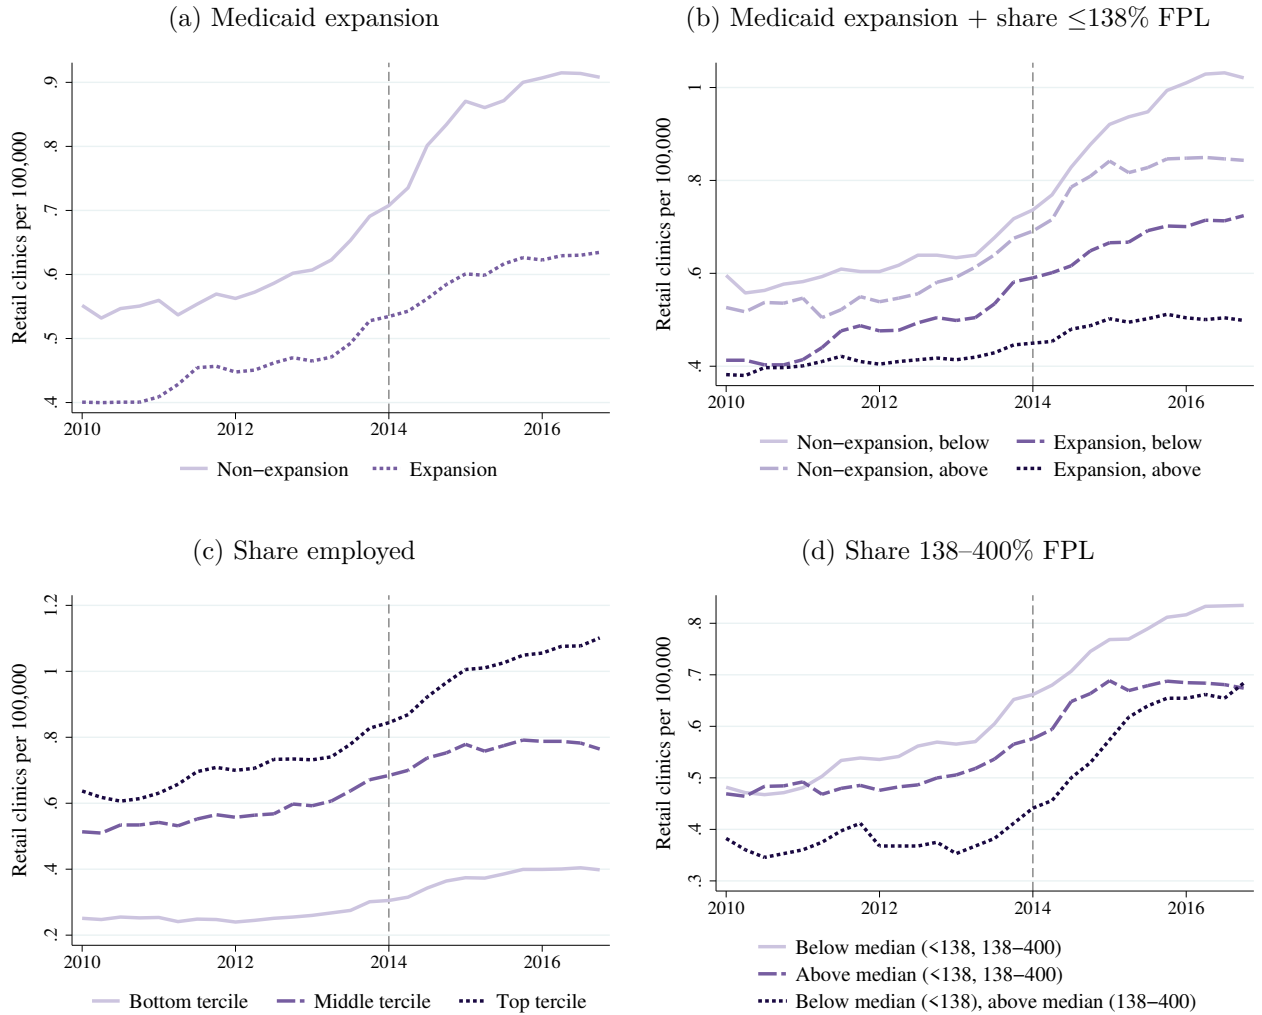 (a) Medicaid expansion
Retail clinics per 100,000
.9
.8
.7
.6
.5
.4
2010 2012 2014 2016
Non−expansion Expansion
(b) Medicaid expansion + share ≤138% FPL
Retail clinics per 100,000
1
.8
.6
.4
2010 2012 2014 2016
Non−expansion, below Expansion, below
Non−expansion, above Expansion, above
(c) Share employed
Retail clinics per 100,000
1.2
1
.8
.6
.4
.2
2010 2012 2014 2016
Bottom tercile Middle tercile Top tercile
(d) Share 138–400% FPL
Retail clinics per 100,000
.8
.7
.6
.5
.4
.3
2010 2012 2014 2016
Below median (<138, 138−400)
Above median (<138, 138−400)
Below median (<138), above median (138−400)